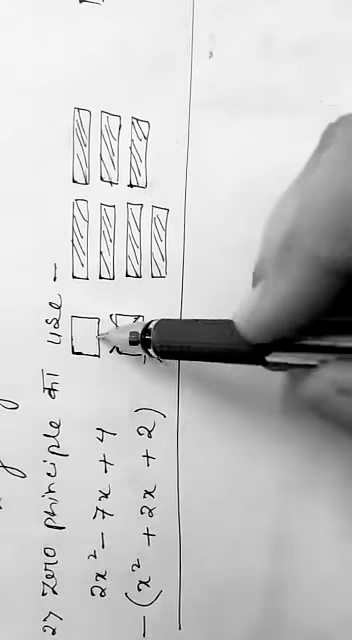 27 zero principle का use -
2x² - 7x + 4
- (x² + 2x + 2)